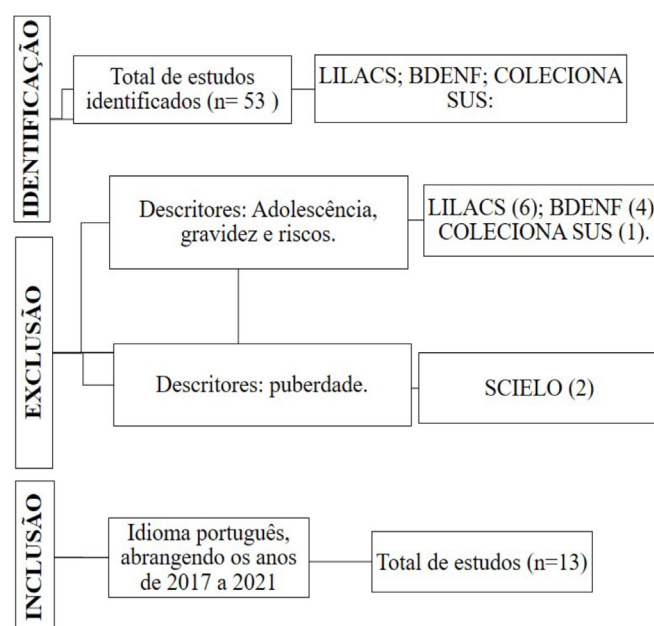 IDENTIFICAÇÃO
Total de estudos
identificados (n= 53 )
LILACS; BDENF; COLECIONA
SUS:
EXCLUSÃO
Descritores: Adolescência,
gravidez e riscos.
LILACS (6); BDENF (4)
COLECIONA SUS (1).
Descritores: puberdade.
SCIELO (2)
INCLUSÃO
Idioma português,
abrangendo os anos
de 2017 a 2021
Total de estudos (n=13)